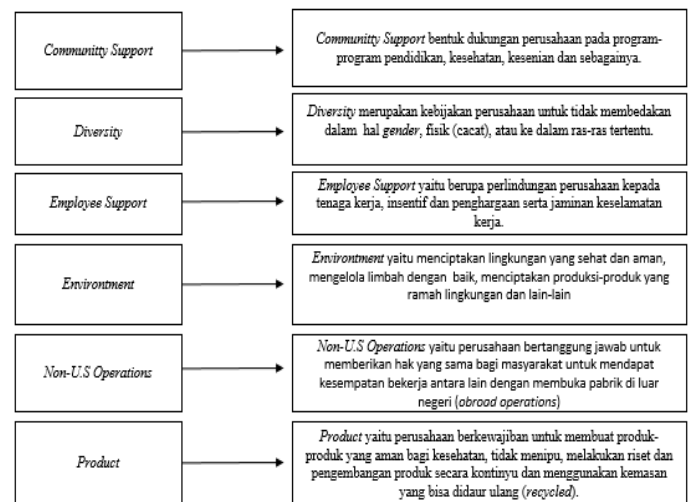 Communitty Support
Communitty Support bentuk dukungan perusahaan pada program-
program pendidikan, kesehatan, kesenian dan sebagainya.
Diversity
Diversity merupakan kebijakan perusahaan untuk tidak membedakan
dalam hal gender, fisik (cacat), atau ke dalam ras-ras tertentu.
Employee Support
Employee Support yaitu berupa perlindungan perusahaan kepada
tenaga kerja, insentif dan penghargaan serta jaminan keselamatan
kerja.
Environtment
Environtment yaitu menciptakan lingkungan yang sehat dan aman,
mengelola limbah dengan baik, menciptakan produksi-produk yang
ramah lingkungan dan lain-lain
Non-U.S Operations
Non-U.S Operations yaitu perusahaan bertanggung jawab untuk
memberikan hak yang sama bagi masyarakat untuk mendapat
kesempatan bekerja antara lain dengan membuka pabrik di luar
negeri (obroad operations)
Product
Product yaitu perusahaan berkewajiban untuk membuat produk-
produk yang aman bagi kesehatan, tidak menipu, melakukan riset dan
pengembangan produk secara kontinyu dan menggunakan kemasan
yang bisa didaur ulang (recycled).